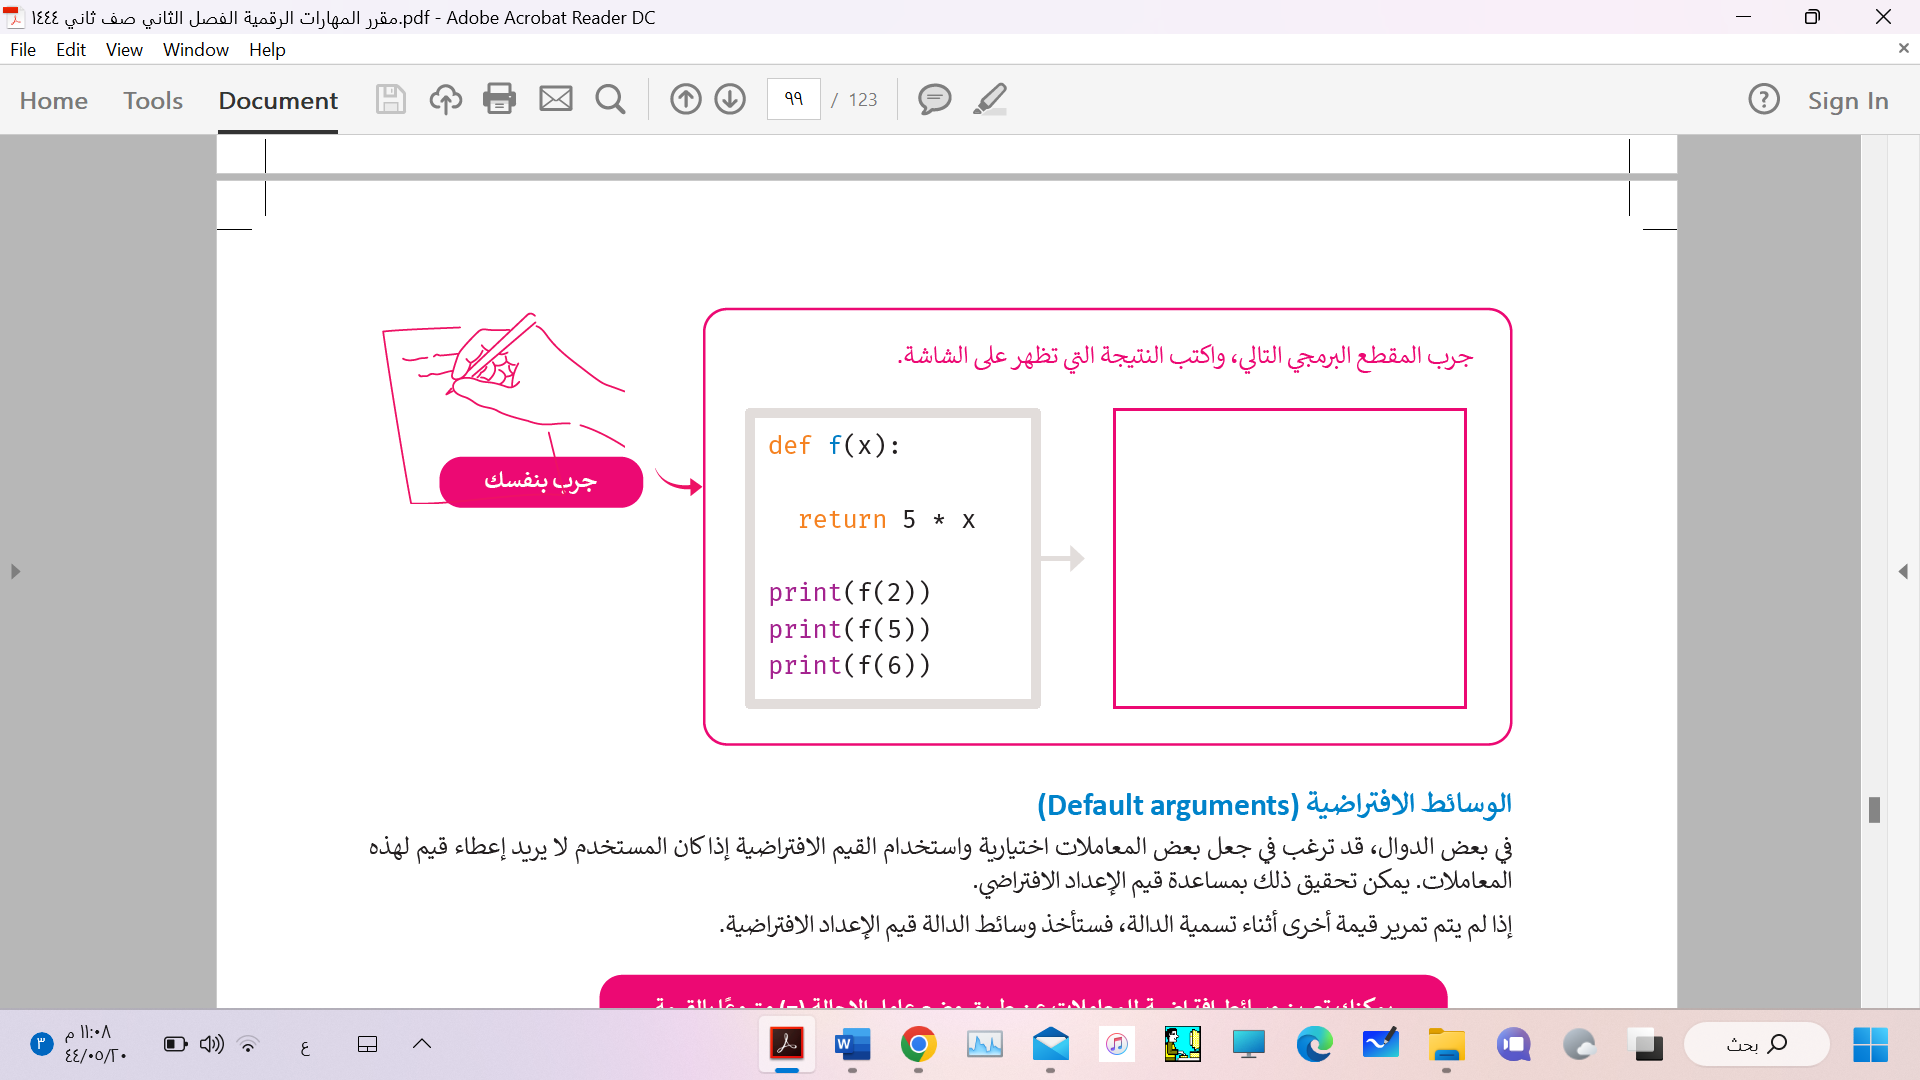 مقرر المهارات الرقمية الفصل الثاني صف ثاني ١٤٤٤.pdf - Adobe Acrobat Reader DC
File Edit View Window Help
Home Tools Document ٩٩ / 123 Sign In
جرب المقطع البرمجي التالي، واكتب النتيجة التي تظهر على الشاشة.
جرب بنفسك
def f(x):
return 5 * x
print(f(2))
print(f(5))
print(f(6))
الوسائط الافتراضية (Default arguments)
في بعض الدوال، قد ترغب في جعل بعض المعاملات اختيارية واستخدام القيم الافتراضية إذا كان المستخدم لا يريد إعطاء قيم لهذه
المعاملات. يمكن تحقيق ذلك بمساعدة قيم الإعداد الافتراضي.
إذا لم يتم تمرير قيمة أخرى أثناء تسمية الدالة، فستأخذ وسائط الدالة قيم الإعداد الافتراضية.
بحث
ع
١١:٠٨ م
٤٤/٠٥/٢٠
٣